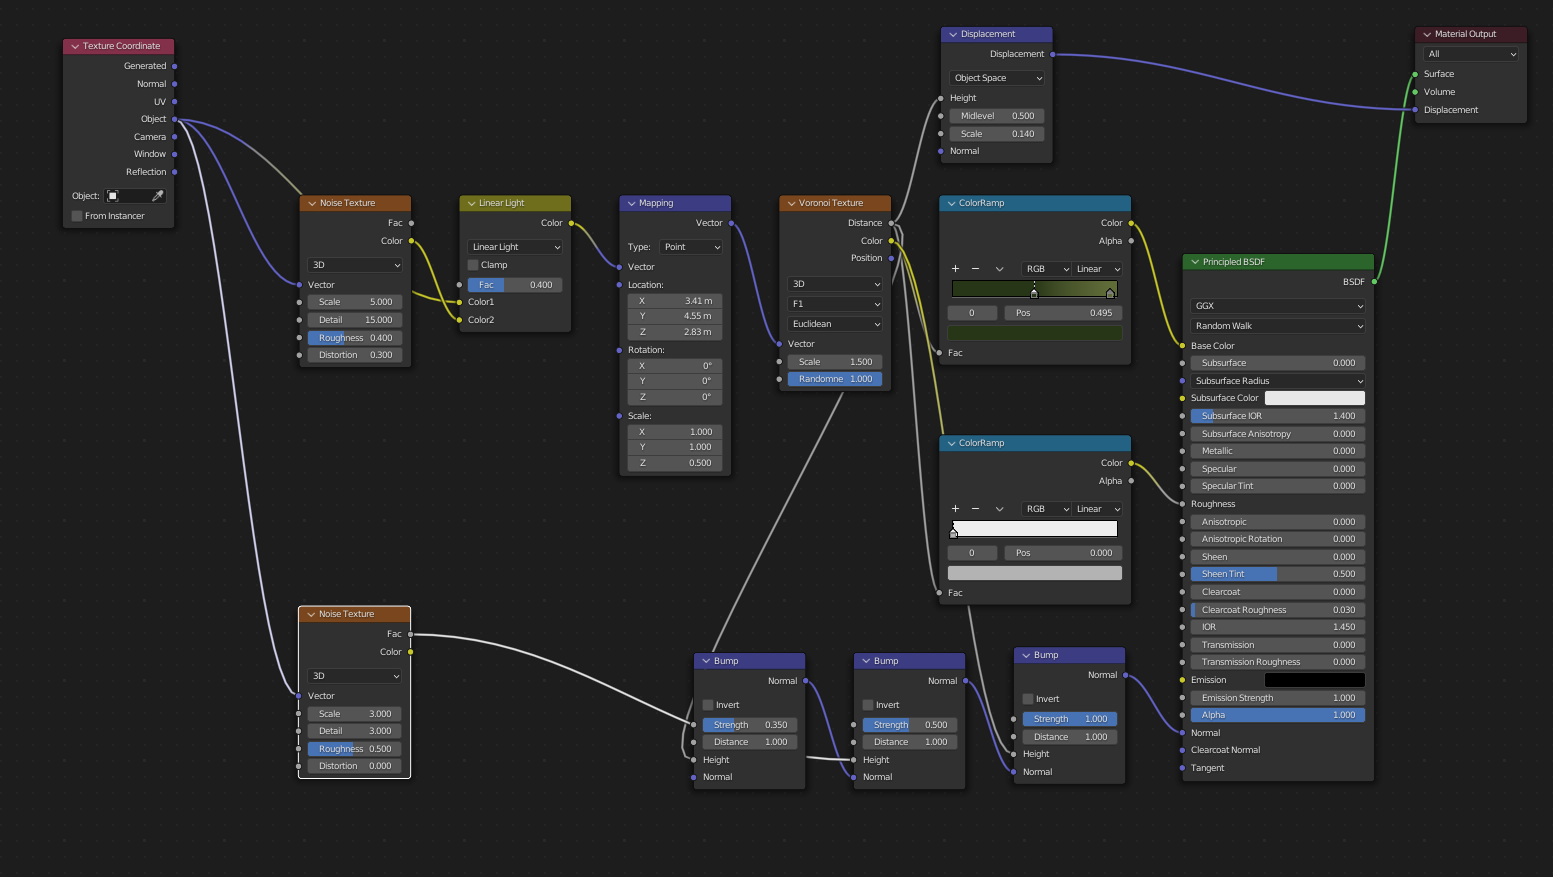 Texture Coordinate
Generated
Normal
UV
Object
Camera
Window
Reflection
Object:
From Instancer
Noise Texture
Fac
Color
3D
Vector
Scale 5.000
Detail 15.000
Roughness 0.400
Distortion 0.300
Linear Light
Color
Linear Light
Clamp
Fac 0.400
Color1
Color2
Mapping
Vector
Type: Point
Vector
Location:
X 3.41 m
Y 4.55 m
Z 2.83 m
Rotation:
X 0°
Y 0°
Z 0°
Scale:
X 1.000
Y 1.000
Z 0.500
Voronoi Texture
Distance
Color
Position
3D
F1
Euclidean
Vector
Scale 1.500
Randomne 1.000
Displacement
Displacement
Object Space
Height
Midlevel 0.500
Scale 0.140
Normal
ColorRamp
Color
Alpha
+ − RGB Linear
0 Pos 0.495
Fac
ColorRamp
Color
Alpha
+ − RGB Linear
0 Pos 0.000
Fac
Material Output
All
Surface
Volume
Displacement
Principled BSDF
BSDF
GGX
Random Walk
Base Color
Subsurface 0.000
Subsurface Radius
Subsurface Color
Subsurface IOR 1.400
Subsurface Anisotropy 0.000
Metallic 0.000
Specular 0.000
Specular Tint 0.000
Roughness
Anisotropic 0.000
Anisotropic Rotation 0.000
Sheen 0.000
Sheen Tint 0.500
Clearcoat 0.000
Clearcoat Roughness 0.030
IOR 1.450
Transmission 0.000
Transmission Roughness 0.000
Emission
Emission Strength 1.000
Alpha 1.000
Normal
Clearcoat Normal
Tangent
Noise Texture
Fac
Color
3D
Vector
Scale 3.000
Detail 3.000
Roughness 0.500
Distortion 0.000
Bump
Normal
Invert
Strength 0.350
Distance 1.000
Height
Normal
Bump
Normal
Invert
Strength 0.500
Distance 1.000
Height
Normal
Bump
Normal
Invert
Strength 1.000
Distance 1.000
Height
Normal